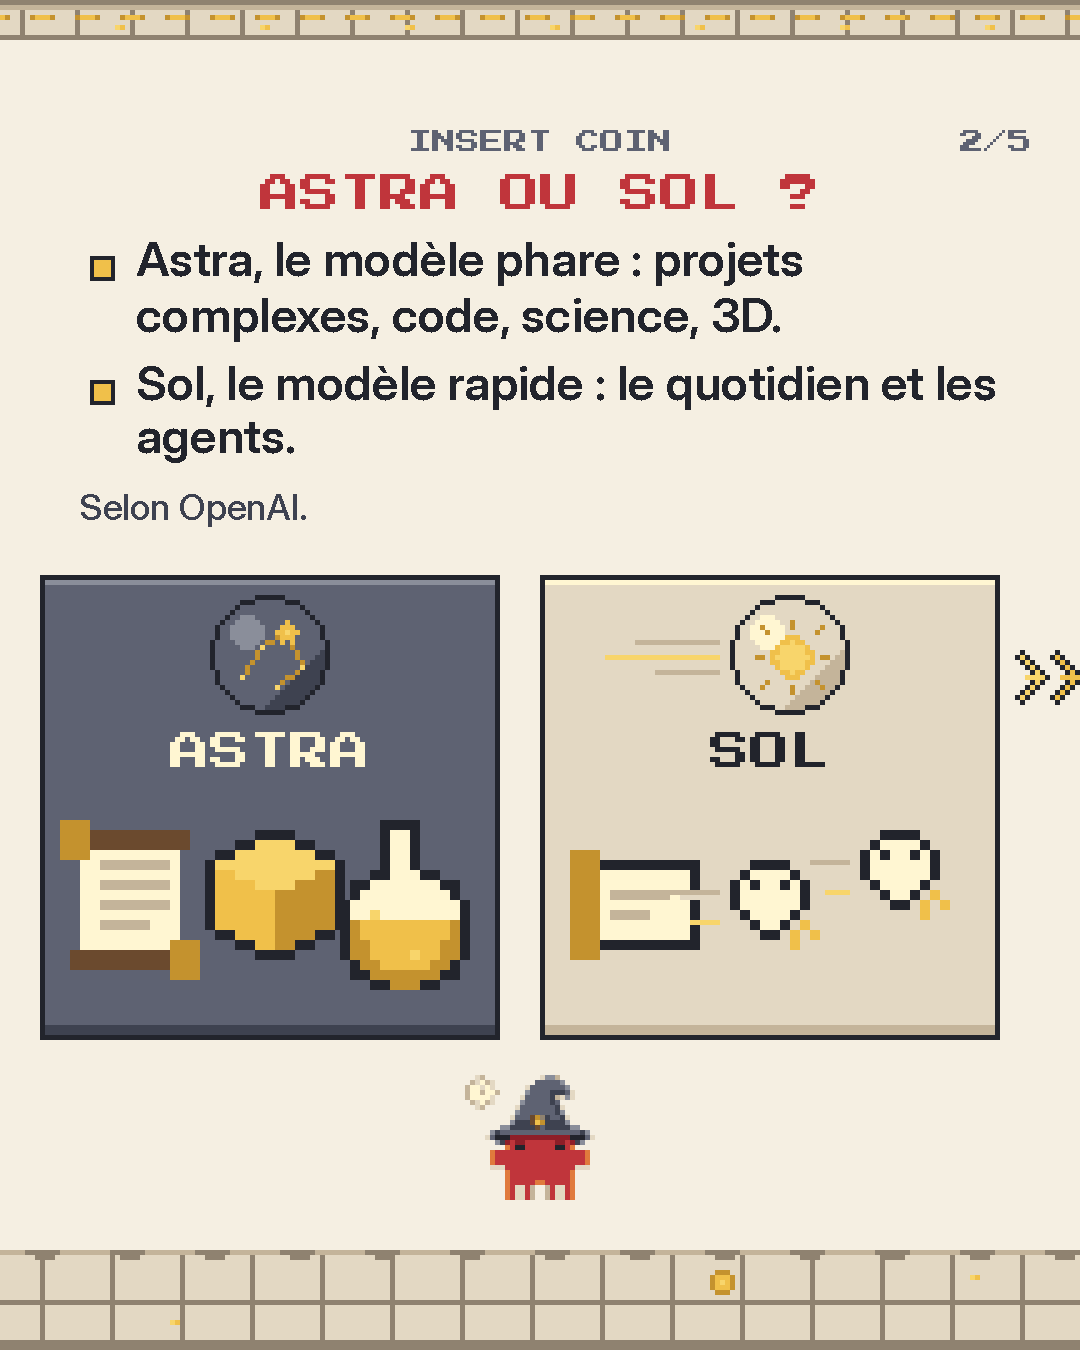 INSERT COIN
2/5
ASTRA OU SOL ?
Astra, le modèle phare : projets
complexes, code, science, 3D.
Sol, le modèle rapide : le quotidien et les
agents.
Selon OpenAI.
ASTRA
SOL